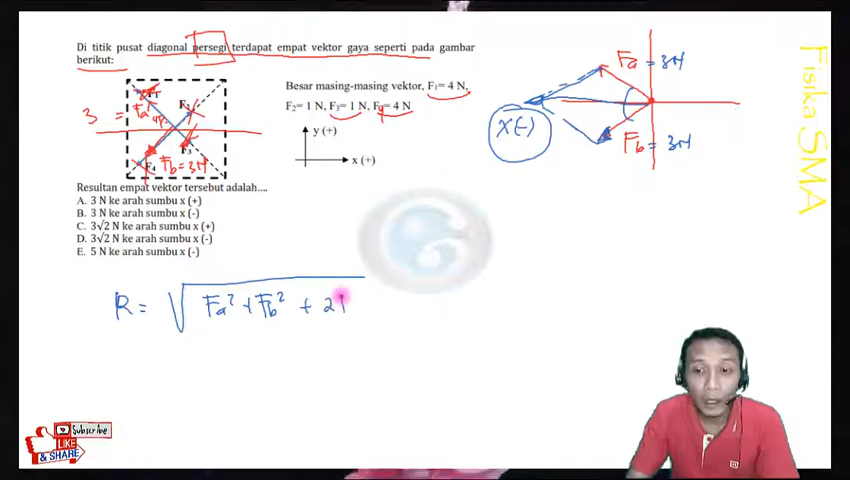 Di titik pusat diagonal persegi terdapat empat vektor gaya seperti pada gambar
berikut:
Besar masing-masing vektor, F1= 4 N,
F2= 1 N, F3= 1 N, F4= 4 N
y (+)
x (+)
F1
F2
F3
F4
3 = Fa
Fb = 3N
Resultan empat vektor tersebut adalah....
A. 3 N ke arah sumbu x (+)
B. 3 N ke arah sumbu x (-)
C. 3√2 N ke arah sumbu x (+)
D. 3√2 N ke arah sumbu x (-)
E. 5 N ke arah sumbu x (-)
Fa = 3N
X(-)
Fb = 3N
R = √Fa² + Fb² + 2
Fisika SMA
Subscribe
LIKE
& SHARE